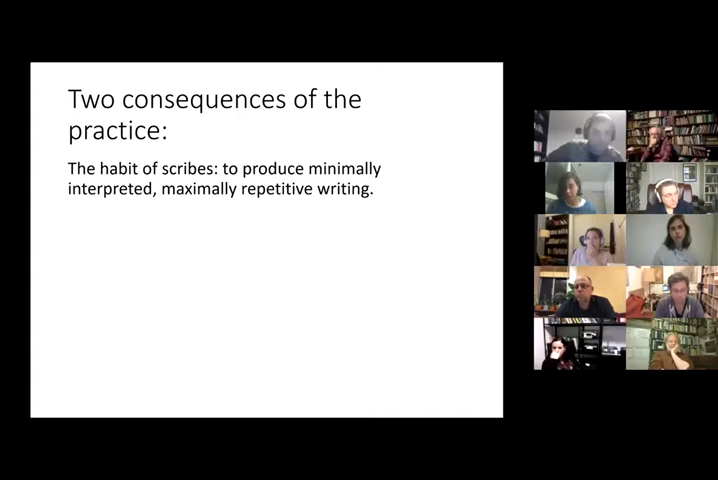 Two consequences of the
practice:
The habit of scribes: to produce minimally
interpreted, maximally repetitive writing.